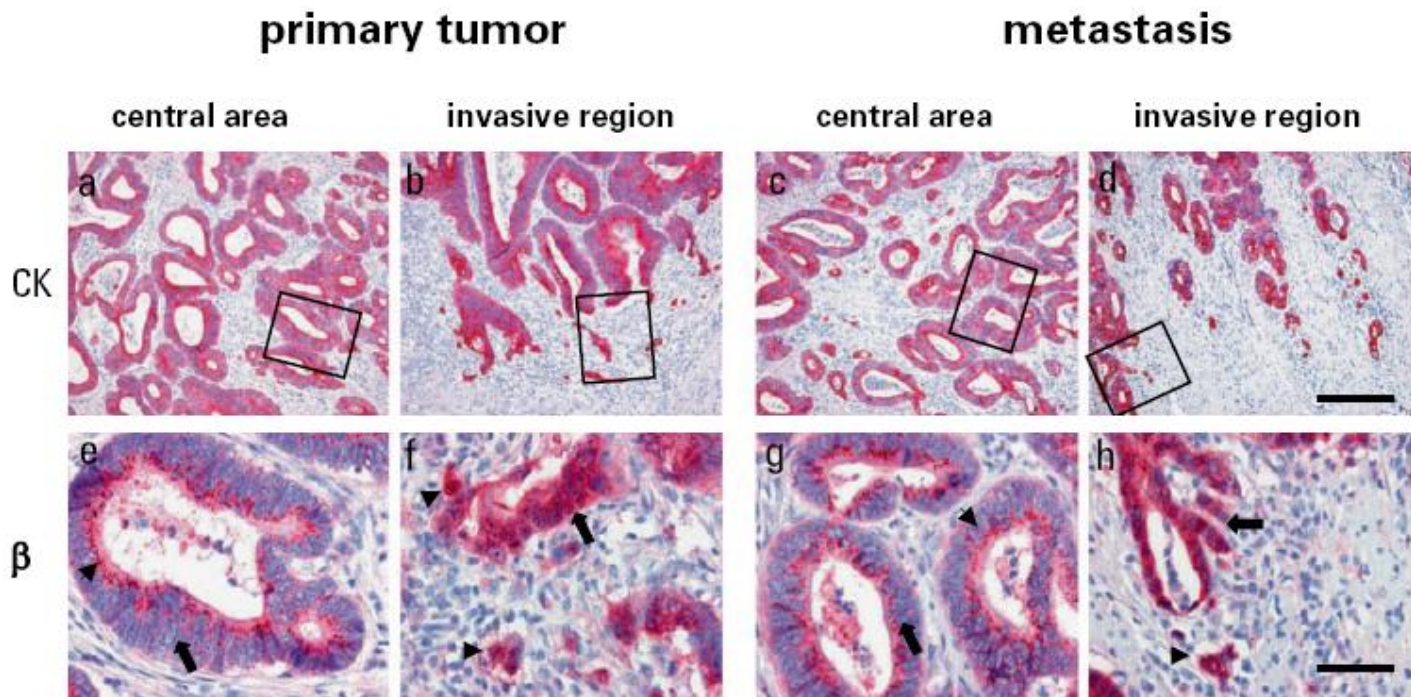 primary tumor metastasis
central area invasive region central area invasive region
CK a b c d
β e f g h